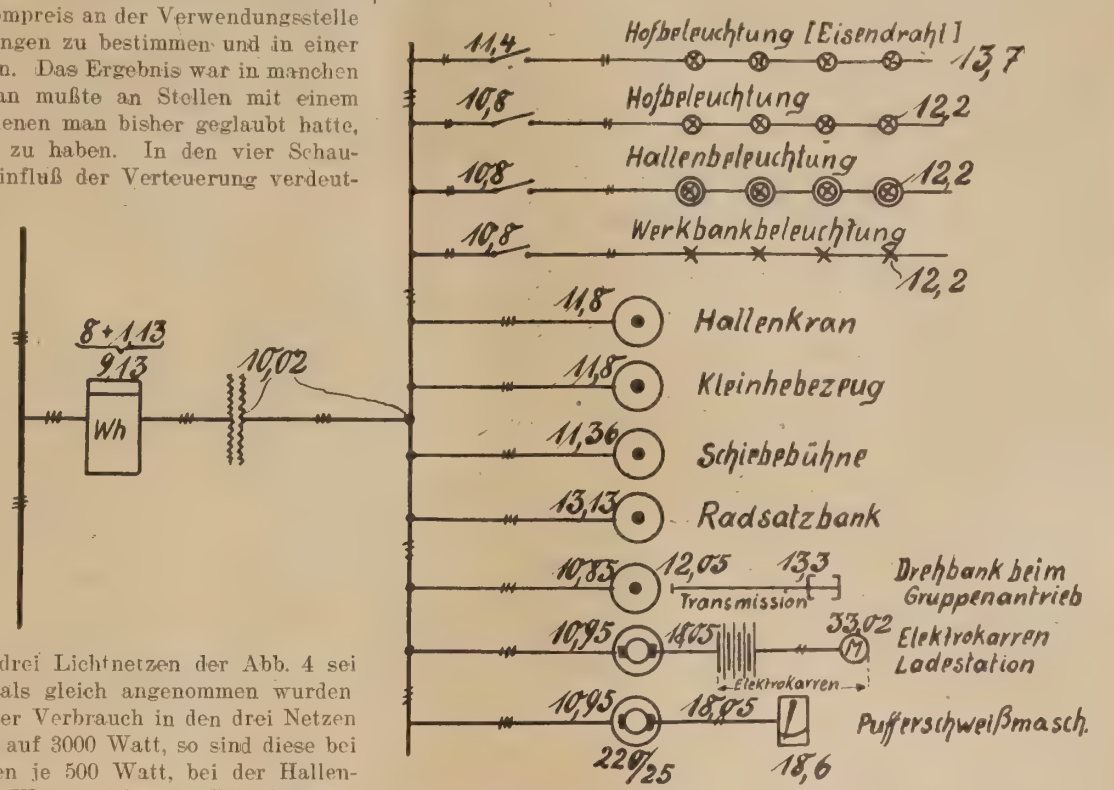 ompreis an der Verwendungsstelle
ngen zu bestimmen und in einer
n. Das Ergebnis war in manchen
an mußte an Stellen mit einem
enen man bisher geglaubt hatte,
zu haben. In den vier Schau-
influß der Verteuerung verdeut-
8 + 1,13
9,13
Wh
10,02
11,4 Hofbeleuchtung [Eisendraht] 13,7
10,8 Hofbeleuchtung 12,2
10,8 Hallenbeleuchtung 12,2
10,8 Werkbankbeleuchtung
12,2
11,8 Hallenkran
11,8 Kleinhebezeug
11,36 Schiebebühne
13,13 Radsatzbank
10,85 12,05 13,3 Drehbank beim
Transmission Gruppenantrieb
10,95 18,05 33,02 Elektrokarren
M Ladestation
Elektrokarren
10,95 18,05 Pufferschweißmasch.
220/25 18,6
drei Lichtnetzen der Abb. 4 sei
als gleich angenommen wurden
er Verbrauch in den drei Netzen
auf 3000 Watt, so sind diese bei
en je 500 Watt, bei der Hallen-